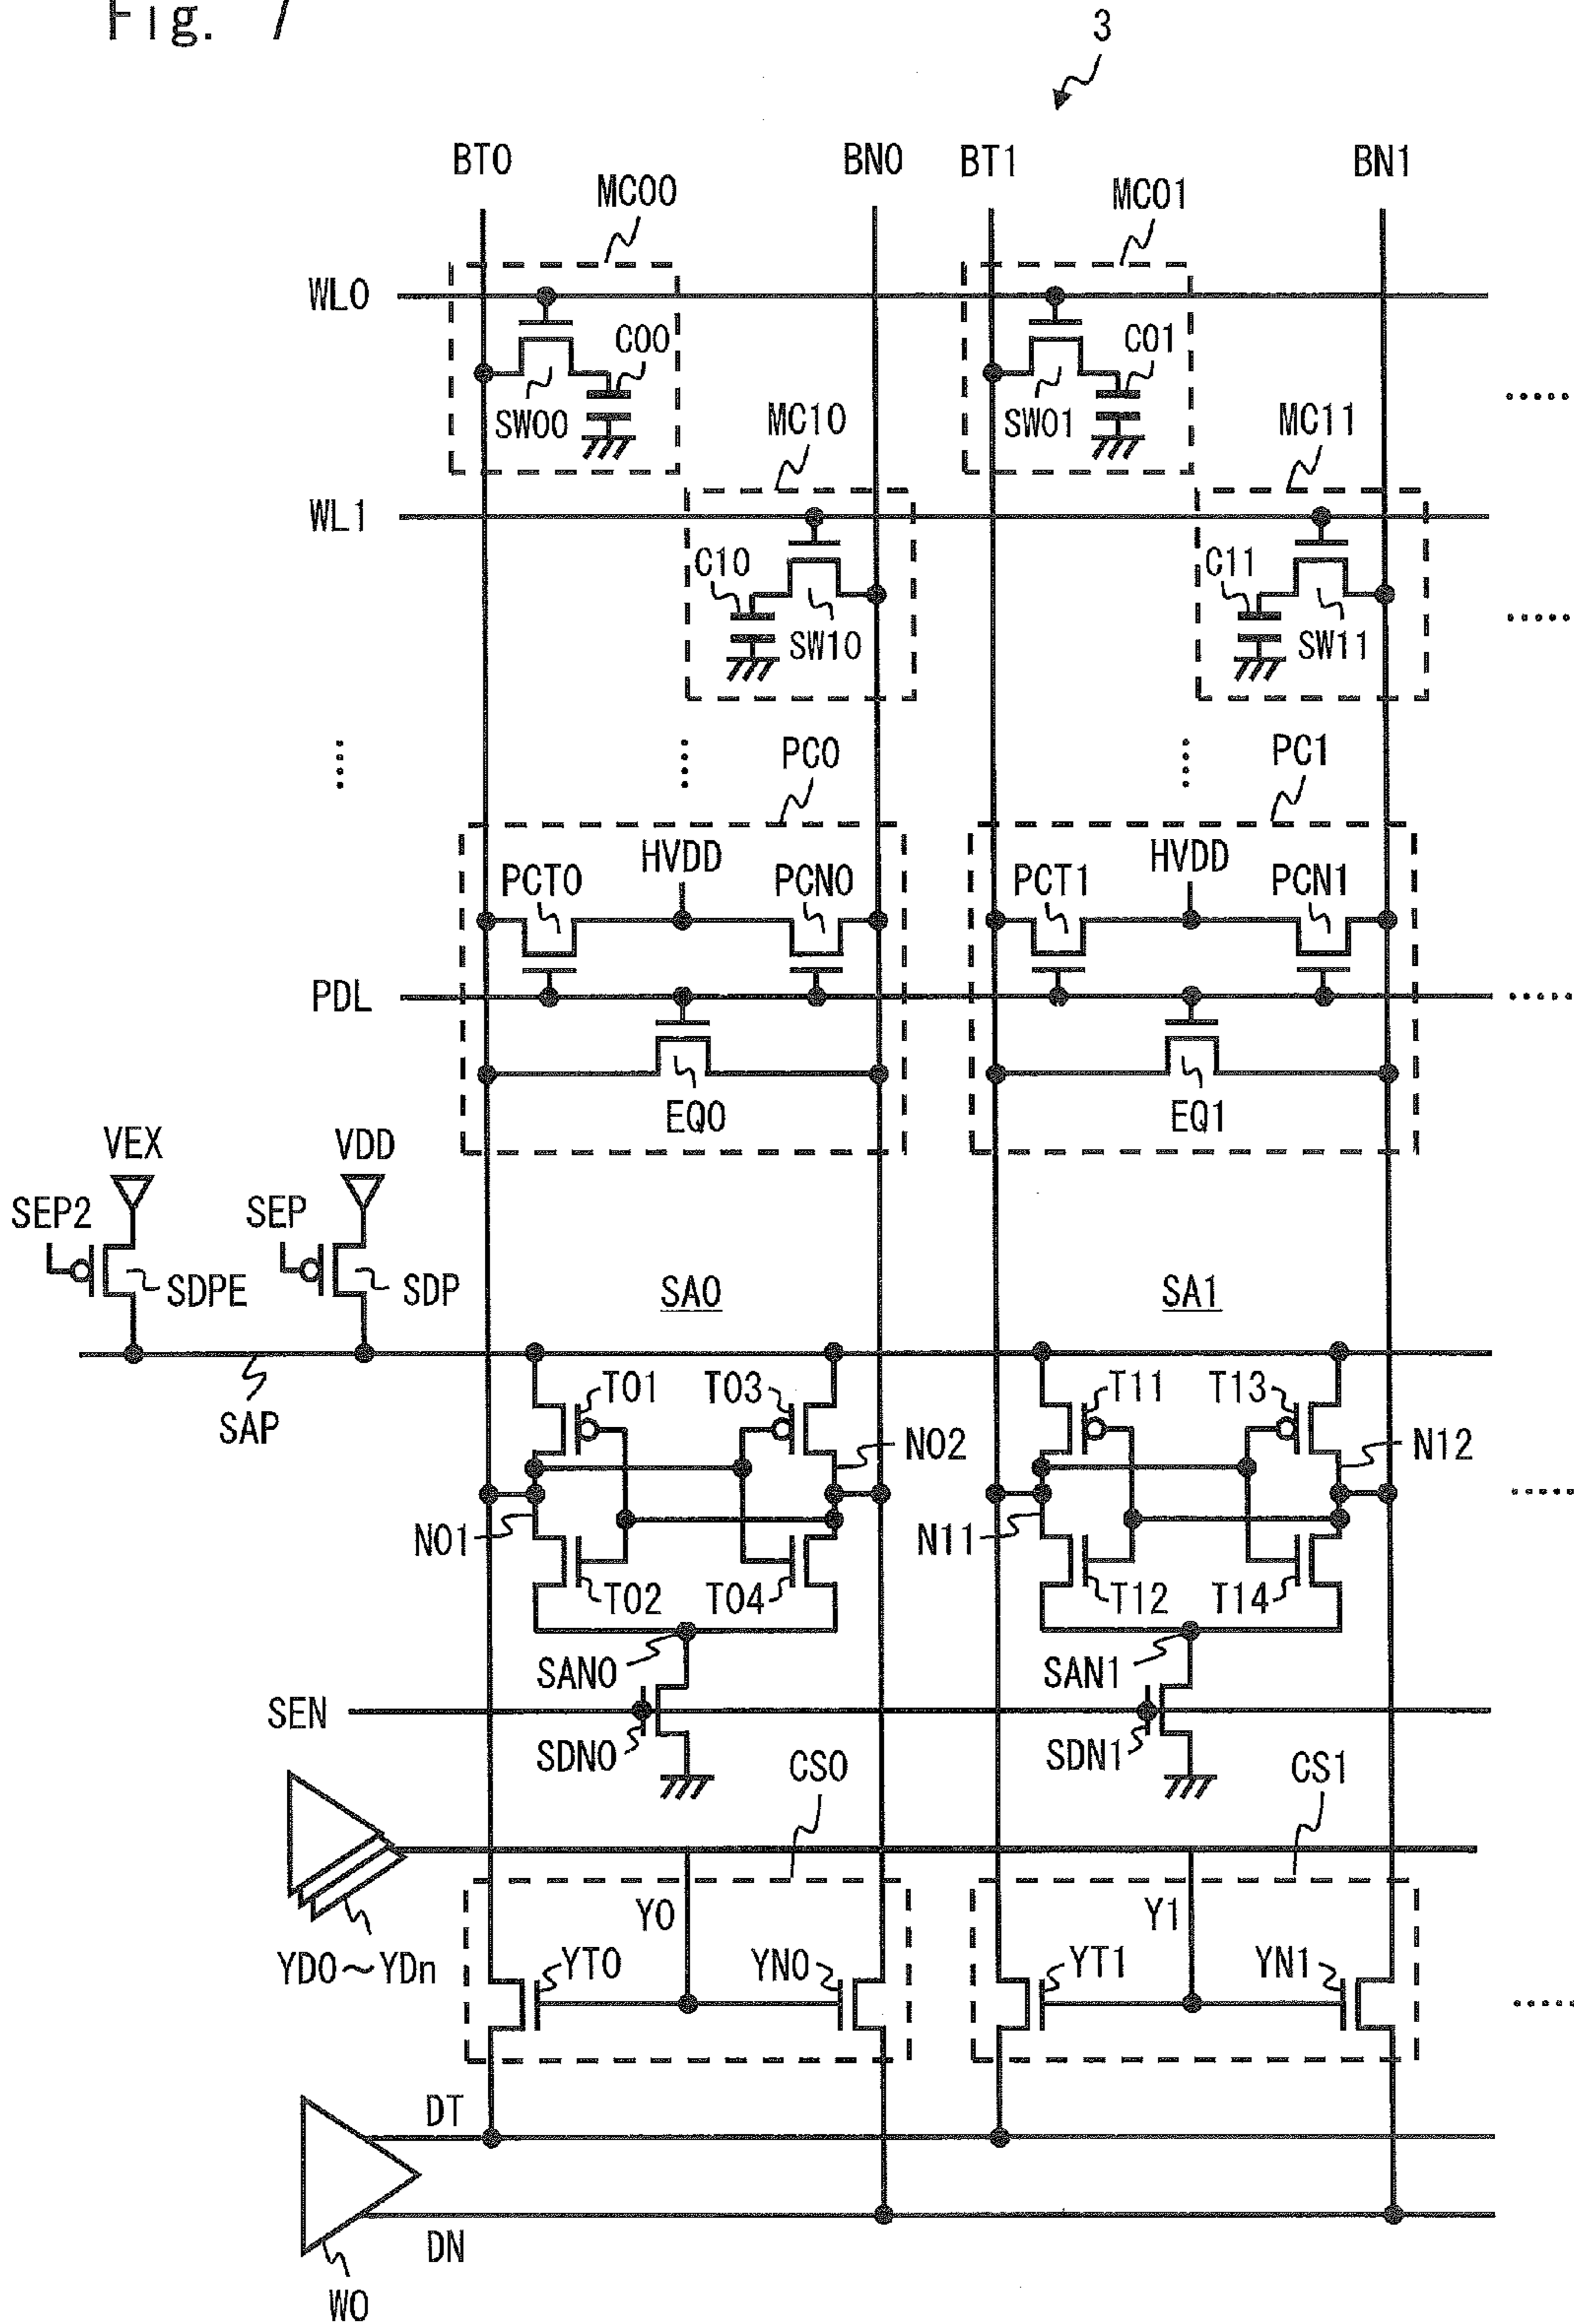 Fig. 7
3
BT0 BN0 BT1 BN1
MC00 MC01
WL0
C00 C01
SW00 SW01
MC10 MC11
WL1
C10 C11
SW10 SW11
PC0 PC1
HVDD HVDD
PCT0 PCN0 PCT1 PCN1
PDL
EQ0 EQ1
VEX VDD
SEP2 SEP
SDPE SDP SA0 SA1
T01 T03 T11 T13
SAP
N02 N12
N01 N11
T02 T04 T12 T14
SAN0 SAN1
SEN
SDN0 SDN1
CS0 CS1
Y0 Y1
YD0~YDn YT0 YN0 YT1 YN1
DT
DN
W0